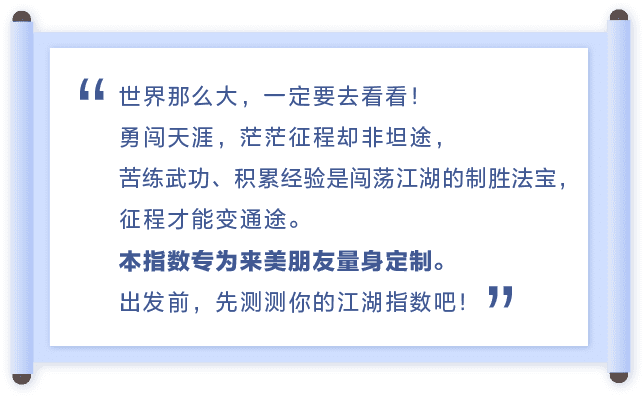 “世界那么大，一定要去看看！
勇闯天涯，茫茫征程却非坦途，
苦练武功、积累经验是闯荡江湖的制胜法宝，
征程才能变通途。
本指数专为来美朋友量身定制。
出发前，先测测你的江湖指数吧！”